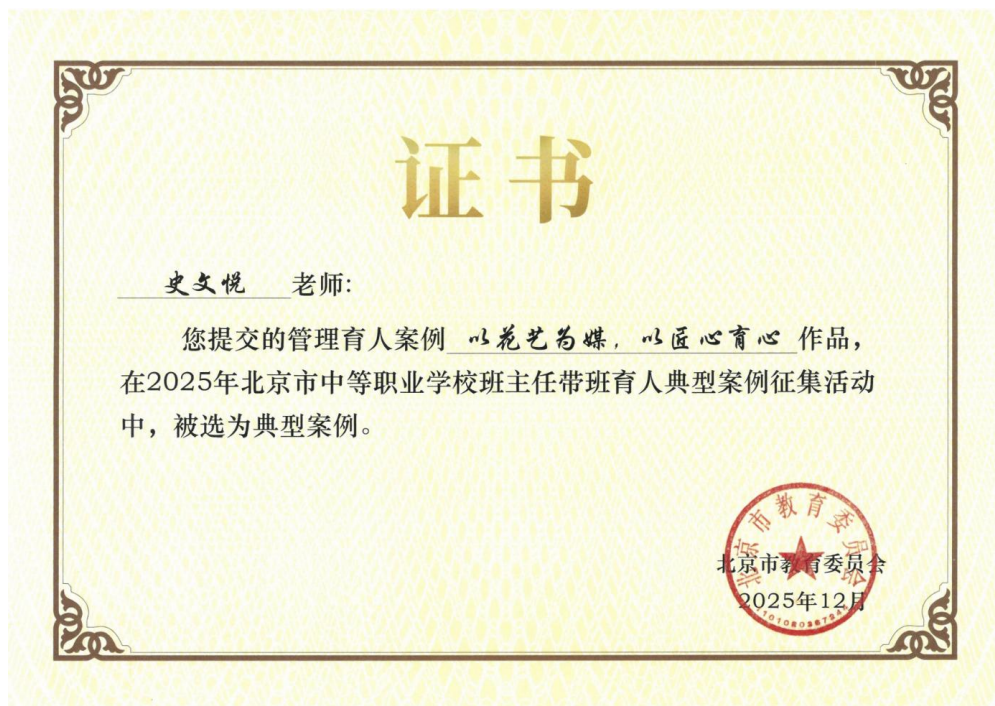 证书
史文悦 老师:
您提交的管理育人案例 以花艺为媒，以匠心育心 作品，
在2025年北京市中等职业学校班主任带班育人典型案例征集活动
中，被选为典型案例。
北京市教育委员会
北京市教育委员会
2025年12月